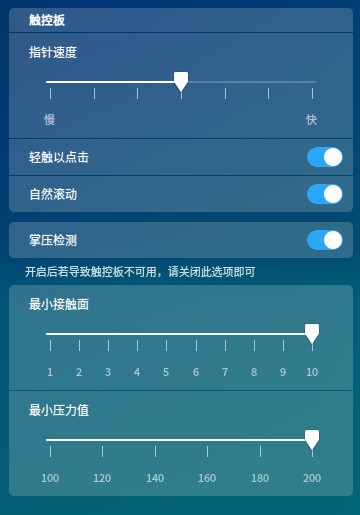 触控板
指针速度
慢 快
轻触以点击
自然滚动
掌压检测
开启后若导致触控板不可用，请关闭此选项即可
最小接触面
1 2 3 4 5 6 7 8 9 10
最小压力值
100 120 140 160 180 200